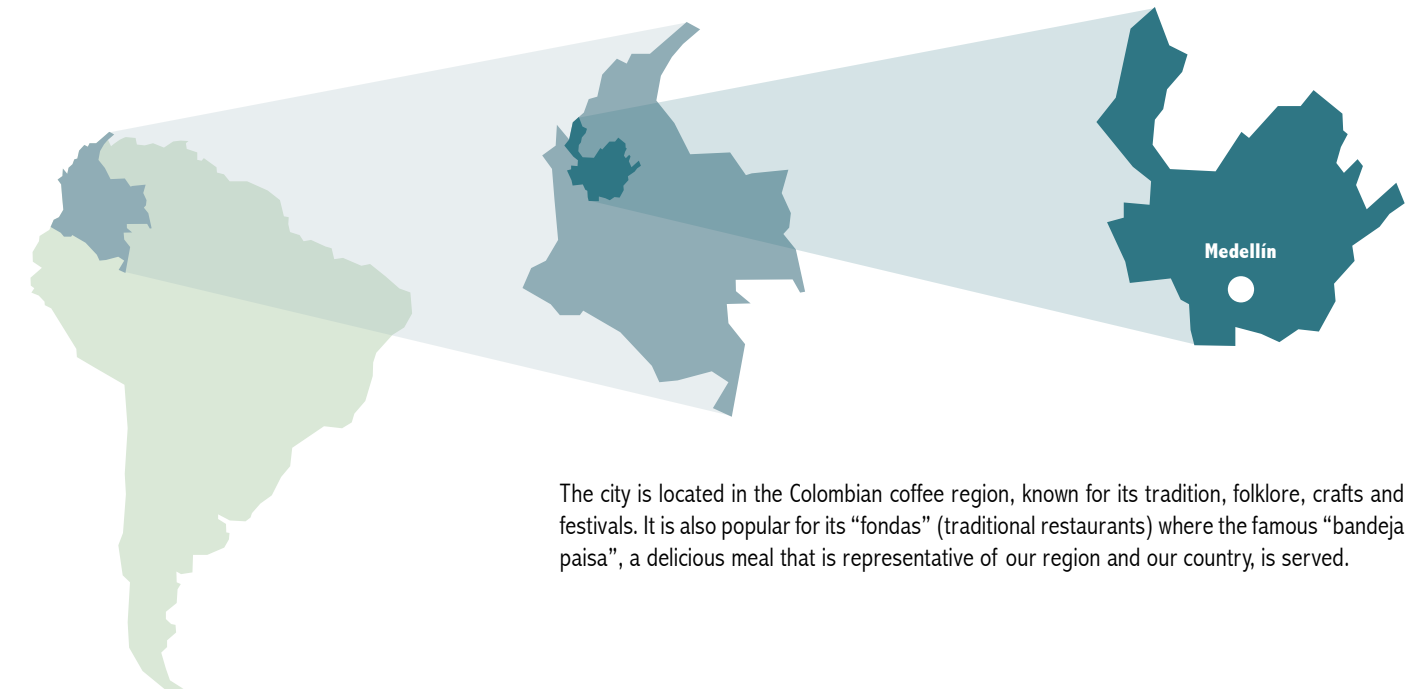 Medellín
The city is located in the Colombian coffee region, known for its tradition, folklore, crafts and
festivals. It is also popular for its “fondas” (traditional restaurants) where the famous “bandeja
paisa”, a delicious meal that is representative of our region and our country, is served.